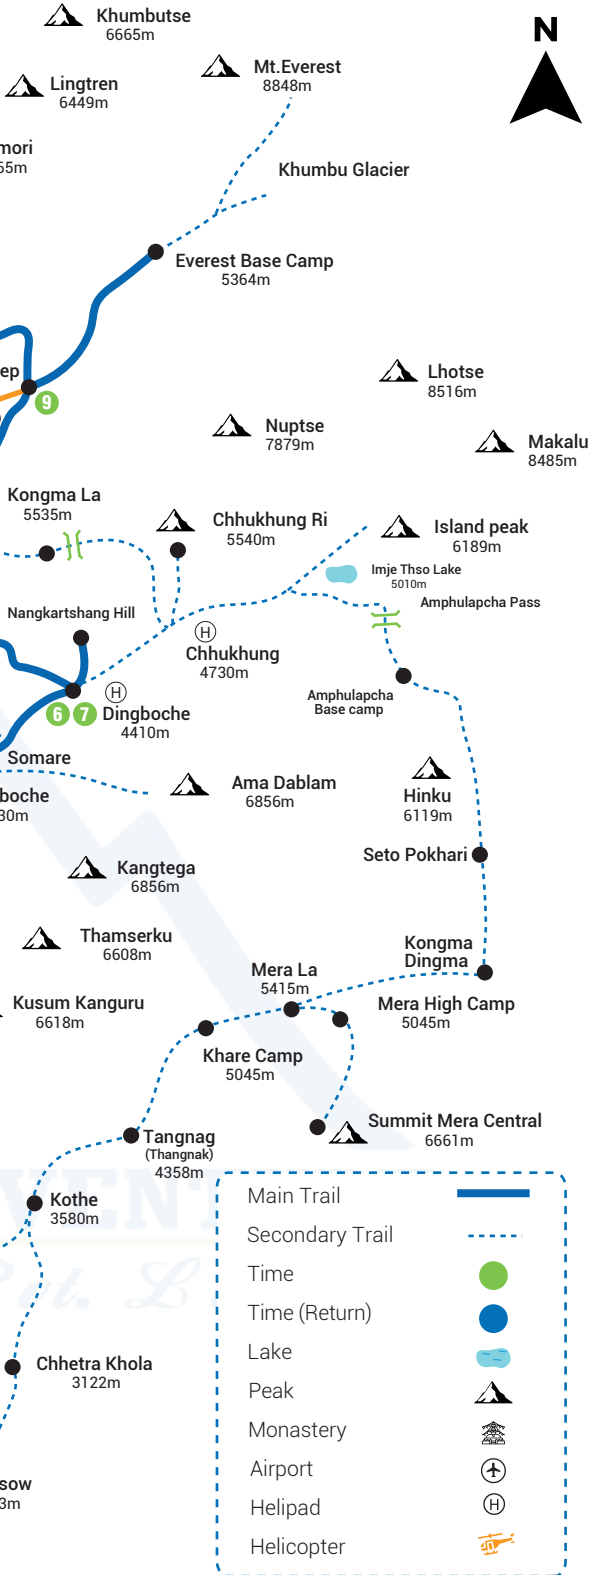 Khumbutse
6665m
N
Mt.Everest
8848m
Lingtren
6449m
mori
65m
Khumbu Glacier
Everest Base Camp
5364m
ep
9
Lhotse
8516m
Nuptse
7879m
Makalu
8485m
Kongma La
5535m
Chhukhung Ri
5540m
Island peak
6189m
Imje Thso Lake
5010m
Amphulapcha Pass
Nangkartshang Hill
H
Chhukhung
4730m
H
Amphulapcha
Base camp
6 7 Dingboche
4410m
Somare
boche
30m
Ama Dablam
6856m
Hinku
6119m
Seto Pokhari
Kangtega
6856m
Thamserku
6608m
Kongma
Dingma
Mera La
5415m
Kusum Kanguru
6618m
Mera High Camp
5045m
Khare Camp
5045m
Summit Mera Central
6661m
Tangnag
(Thangnak)
4358m
Kothe
3580m
VENT
Pvt. L
Chhetra Khola
3122m
sow
3m
Main Trail
Secondary Trail
Time
Time (Return)
Lake
Peak
Monastery
Airport
Helipad
H
Helicopter